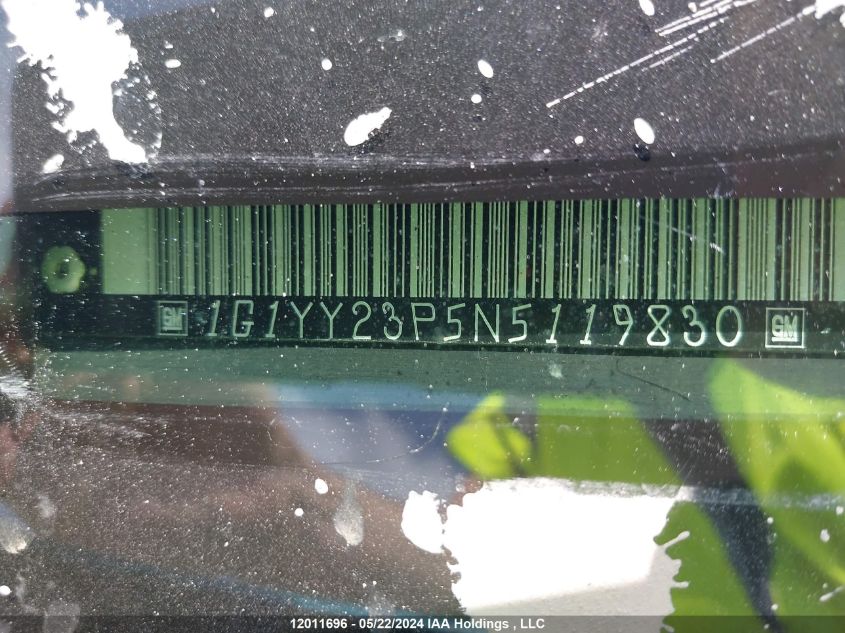 GM 1G1YY23P5N5119830 GM
12011696 - 05/22/2024 IAA Holdings , LLC